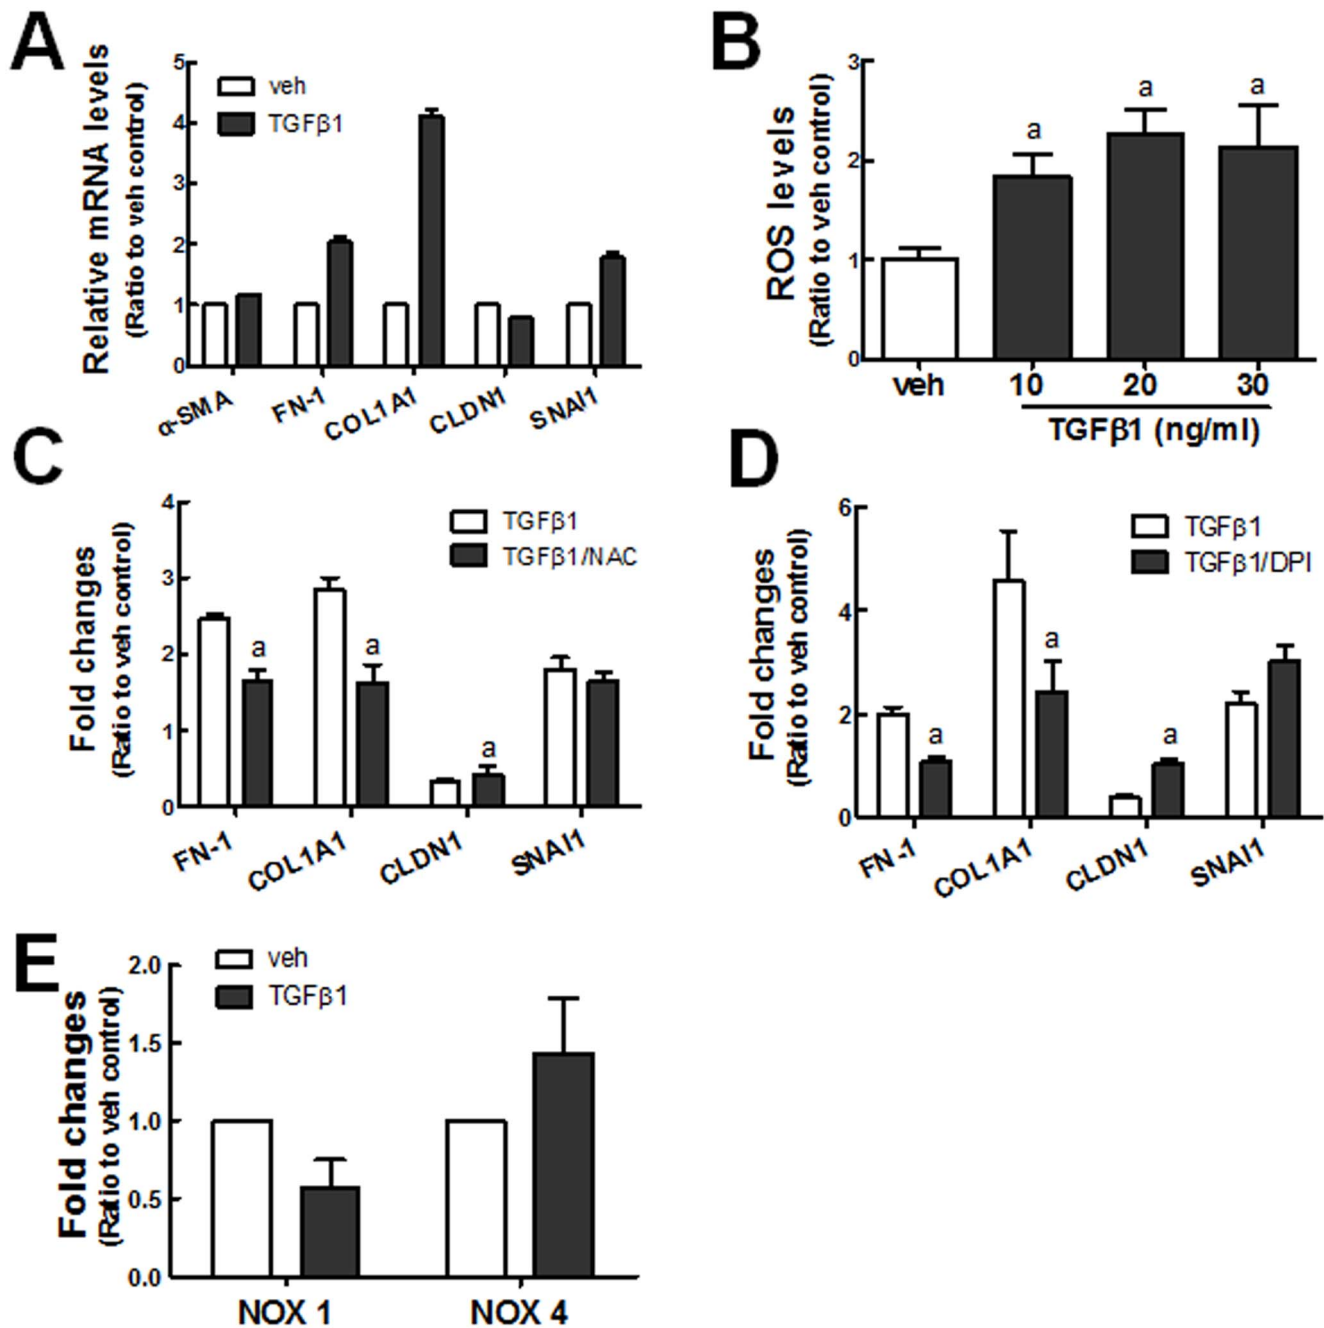 A
Relative mRNA levels
(Ratio to veh control)
5
4
3
2
1
0
veh
TGFβ1
α-SMA
FN-1
COL1A1
CLDN1
SNAI1
B
ROS levels
(Ratio to veh control)
3
2
1
0
a
a
a
veh
10
20
30
TGFβ1 (ng/ml)
C
Fold changes
(Ratio to veh control)
4
3
2
1
0
TGFβ1
TGFβ1/NAC
a
a
a
FN-1
COL1A1
CLDN1
SNAI1
D
Fold changes
(Ratio to veh control)
6
4
2
0
TGFβ1
TGFβ1/DPI
a
a
a
FN-1
COL1A1
CLDN1
SNAI1
E
Fold changes
(Ratio to veh control)
2.0
1.5
1.0
0.5
0.0
veh
TGFβ1
NOX 1
NOX 4